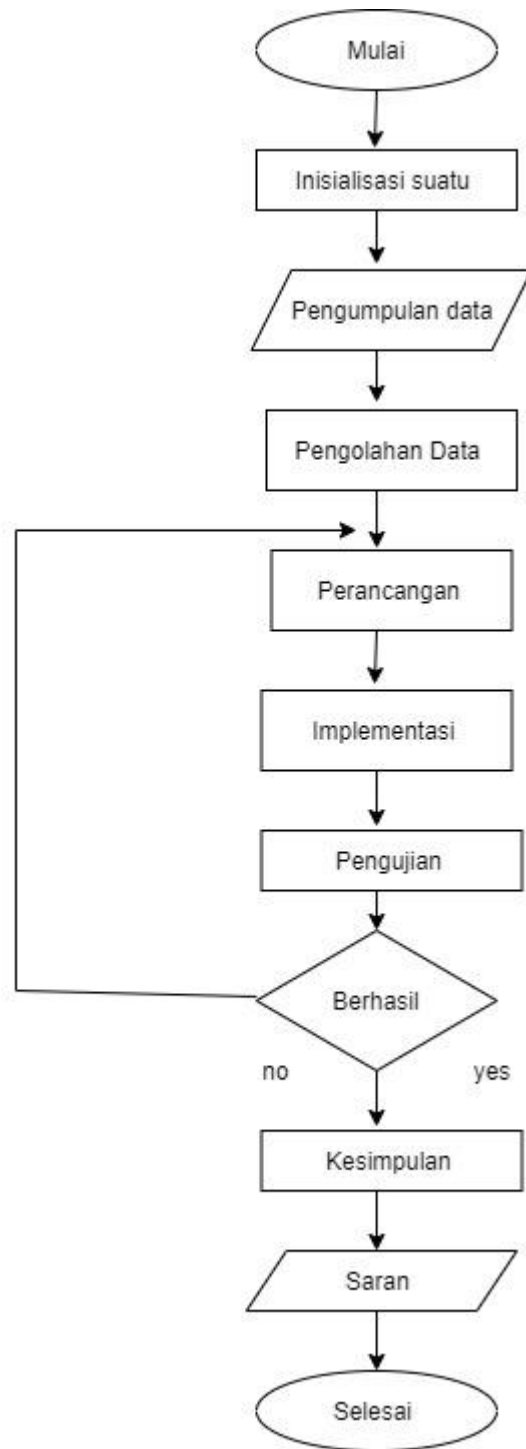 Mulai
Inisialisasi suatu
Pengumpulan data
Pengolahan Data
Perancangan
Implementasi
Pengujian
Berhasil
no
yes
Kesimpulan
Saran
Selesai